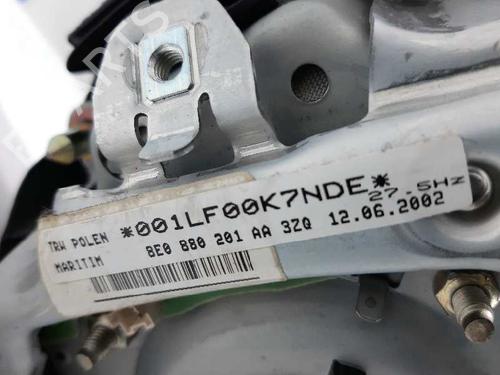 TRW POLEN *001LF00K7NDE* 27.5Hz
MARITIM 8E0 880 201 AA 3ZQ 12.06.2002